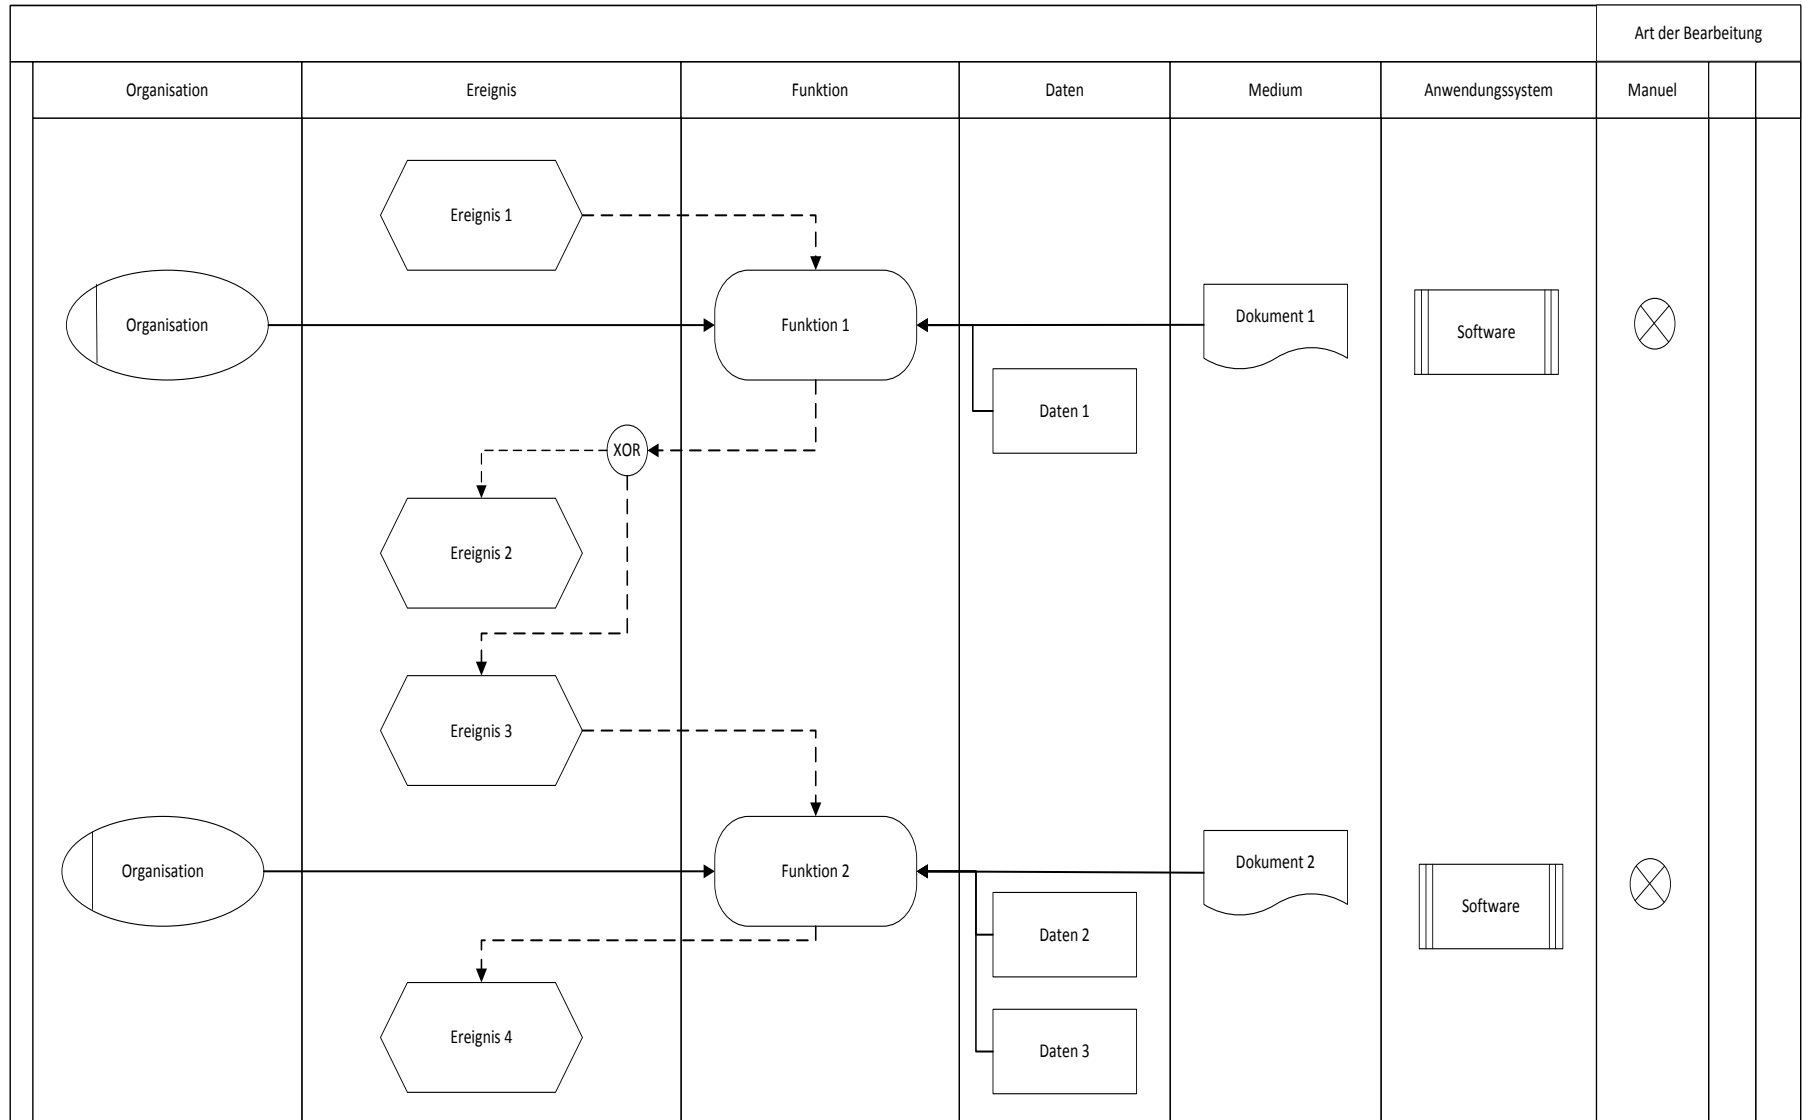 Art der Bearbeitung
Organisation
Ereignis
Funktion
Daten
Medium
Anwendungssystem
Manuel
Ereignis 1
Organisation
Funktion 1
Dokument 1
Software
Daten 1
XOR
Ereignis 2
Ereignis 3
Organisation
Funktion 2
Dokument 2
Software
Daten 2
Ereignis 4
Daten 3